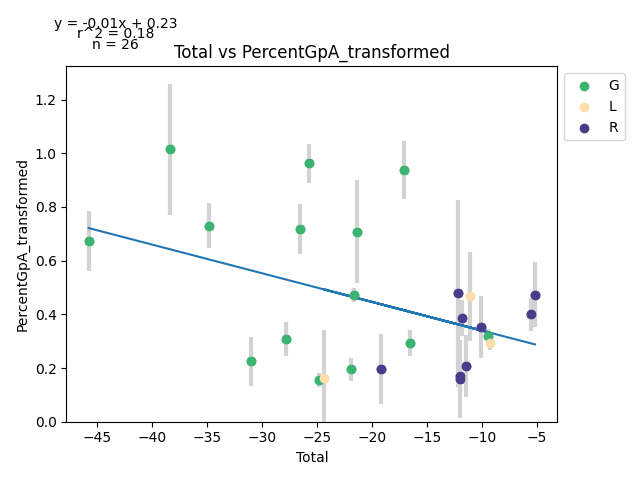 y = -0.01x + 0.23
r^2 = 0.18
n = 26
Total vs PercentGpA_transformed
G
L
R
PercentGpA_transformed
1.2
1.0
0.8
0.6
0.4
0.2
0.0
−45 −40 −35 −30 −25 −20 −15 −10 −5
Total